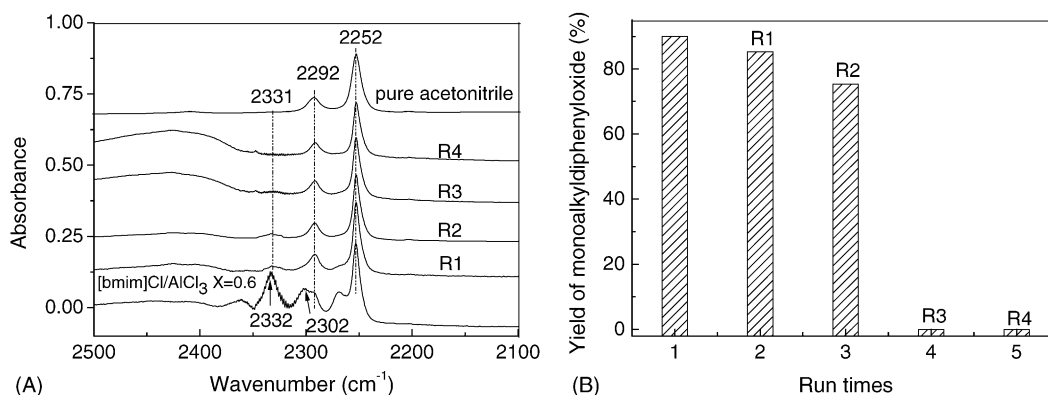 1.00
0.75
0.50
0.25
0.00
Absorbance
2252
2292
2331
pure acetonitrile
R4
R3
R2
R1
[bmim]Cl/AlCl3 X=0.6
2332
2302
2500
2400
2300
2200
2100
Wavenumber (cm-1)
(A)
Yield of monoalkyldiphenyloxide (%)
80
60
40
20
0
R1
R2
R3
R4
1
2
3
4
5
Run times
(B)